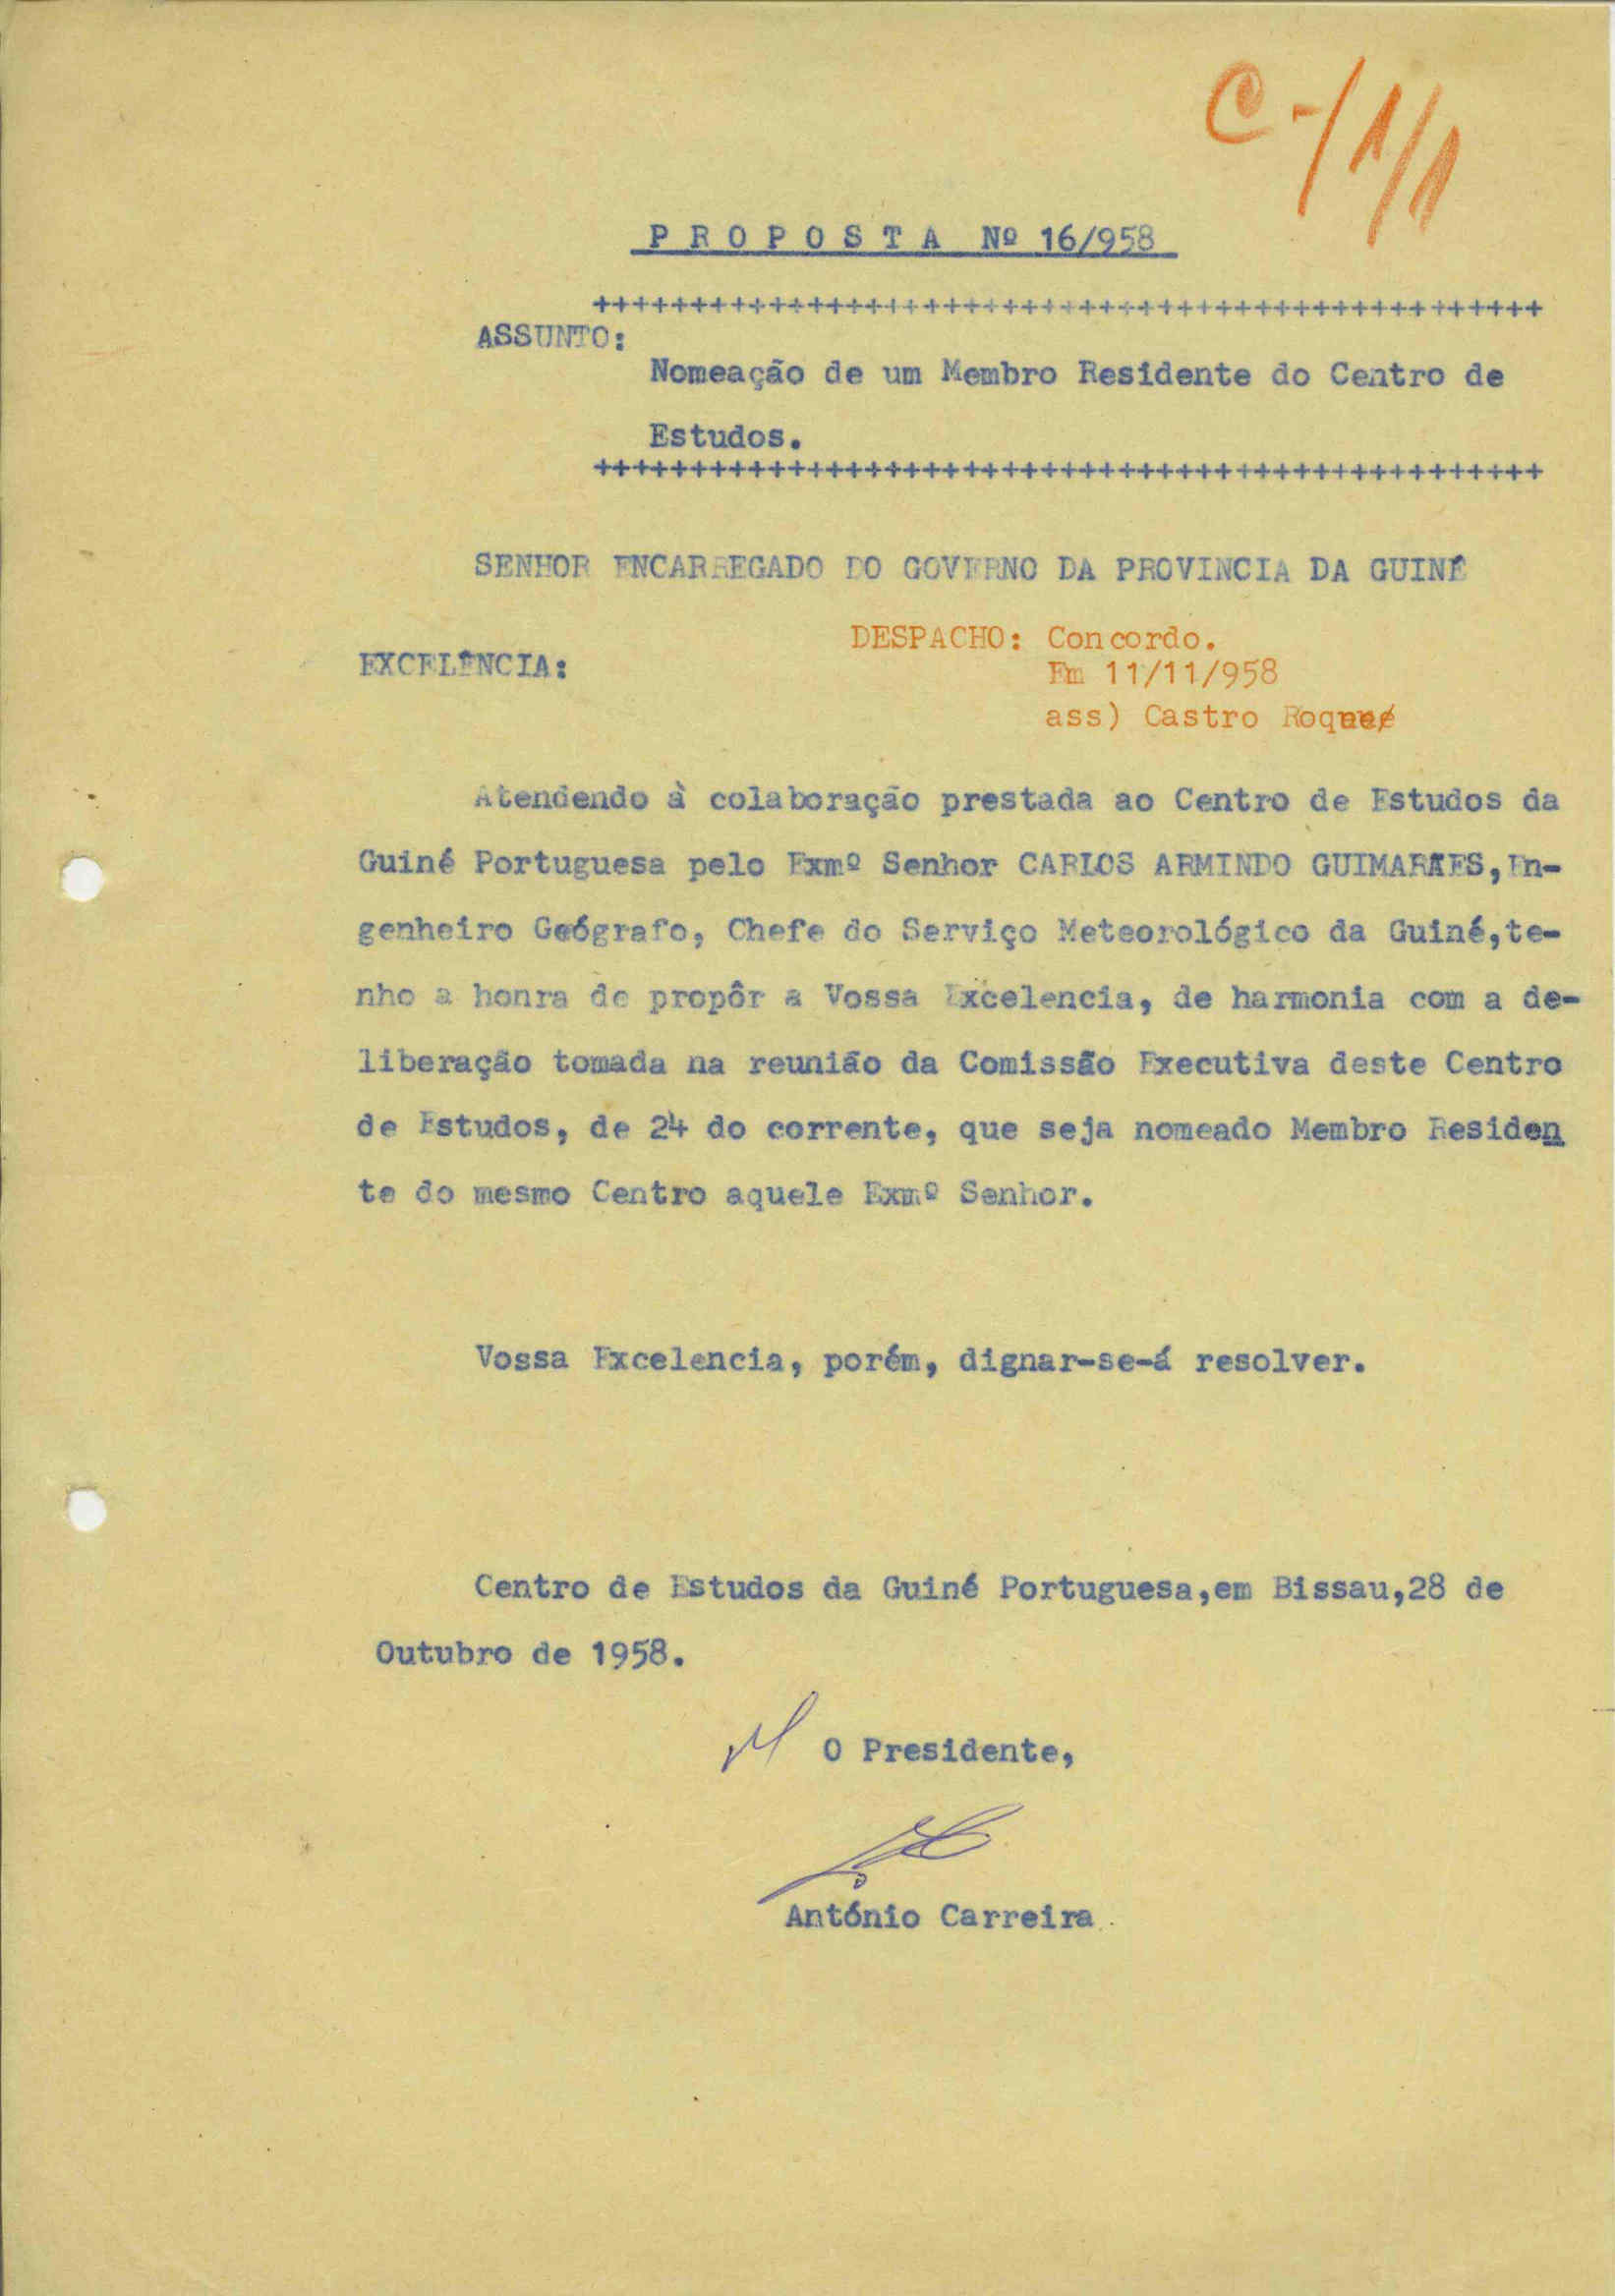 C-/1/1
PROPOSTA Nº 16/958
+++++++++++++++++++++++++++++++++++++++++++++++++
ASSUNTO:
Nomeação de um Membro Residente do Centro de
Estudos.
+++++++++++++++++++++++++++++++++++++++++++++++++
SENHOR ENCARREGADO DO GOVERNO DA PROVINCIA DA GUINÉ
DESPACHO: Concordo.
EXCELÊNCIA:
Em 11/11/958
ass) Castro Roque
Atendendo à colaboração prestada ao Centro de Estudos da
Guiné Portuguesa pelo Exmº Senhor CARLOS ARMINDO GUIMARÃES, En-
genheiro Geógrafo, Chefe do Serviço Meteorológico da Guiné,te-
nho a honra de propôr a Vossa Excelencia, de harmonia com a de-
liberação tomada na reunião da Comissão Executiva deste Centro
de Estudos, de 24 do corrente, que seja nomeado Membro Residen
te do mesmo Centro aquele Exmº Senhor.
Vossa Excelencia, porém, dignar-se-á resolver.
Centro de Estudos da Guiné Portuguesa,em Bissau,28 de
Outubro de 1958.
O Presidente,
António Carreira